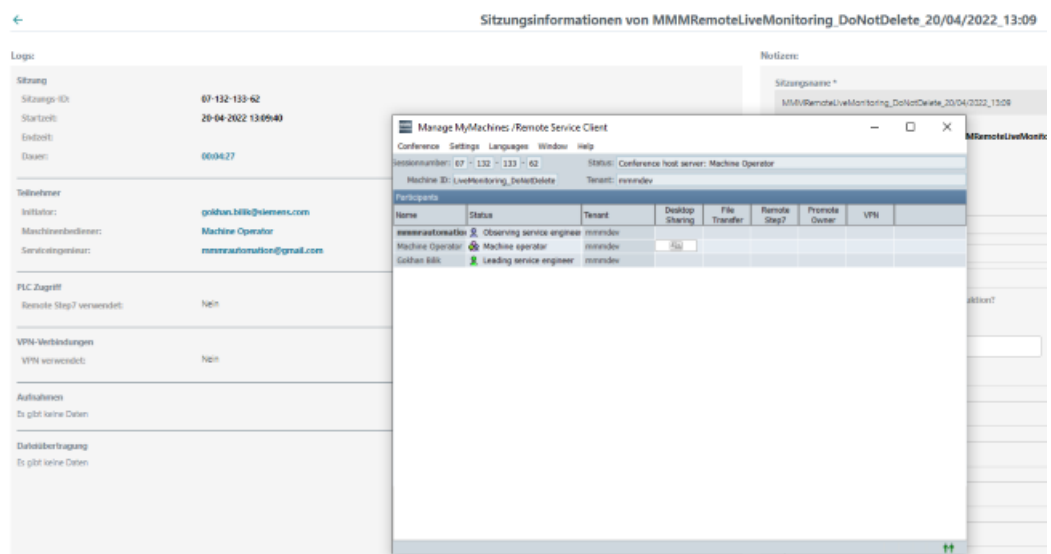 Sitzungsinformationen von MMMRemoteLiveMonitoring_DoNotDelete_20/04/2022_13:09
Logs:
Sitzung
Sitzungs-ID: 07-132-133-62
Startzeit: 20-04-2022 13:09:40
Endzeit:
Dauer: 00:04:27
Teilnehmer
Initiator: gokhan.bilik@siemens.com
Maschinenbediener: Machine Operator
Serviceingenieur: mmmrautomation@gmail.com
PLC Zugriff
Remote Step7 verwendet: Nein
VPN-Verbindungen
VPN verwendet: Nein
Aufnahmen
Es gibt keine Daten
Dateiübertragung
Es gibt keine Daten
Notizen:
Sitzungsname *
MMMRemoteLiveMonitoring_DoNotDelete_20/04/2022_13:09
MRemoteLiveMonito
aktion?
Manage MyMachines /Remote Service Client
Conference Settings Languages Window Help
Sessionnumber: 07 - 132 - 133 - 62 Status: Conference host server: Machine Operator
Machine ID: LiveMonitoring_DoNotDelete Tenant: mmmdev
Participants
Name Status Tenant Desktop Sharing File Transfer Remote Step7 Promote Owner VPN
mmmrautomation Observing service engineer mmmdev
Machine Operator Machine operator mmmdev
Gokhan Bilik Leading service engineer mmmdev